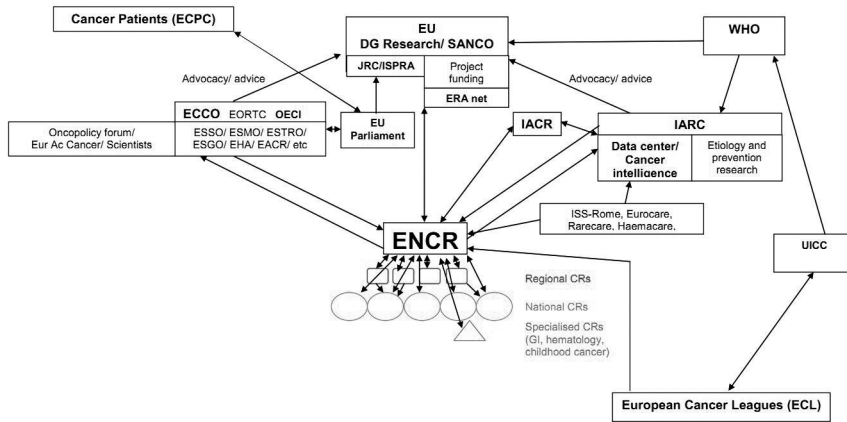 Cancer Patients (ECPC)
EU
DG Research/ SANCO
JRC/ISPRA
Project
funding
ERA net
WHO
Advocacy/ advice
Advocacy/ advice
ECCO EORTC OECI
Oncopolicy forum/
Eur Ac Cancer/ Scientists
ESSO/ ESMO/ ESTRO/
ESGO/ EHA/ EACR/ etc
EU
Parliament
IACR
IARC
Data center/
Cancer
intelligence
Etiology and
prevention
research
ISS-Rome, Eurocare,
Rarecare, Haemacare.
ENCR
UICC
Regional CRs
National CRs
Specialised CRs
(GI, hematology,
childhood cancer)
European Cancer Leagues (ECL)